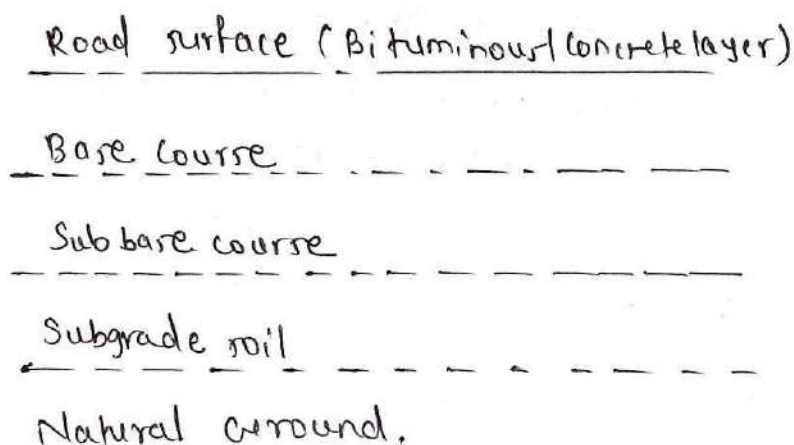 Road surface (Bituminous/Concrete layer)
Base course
Sub base course
Subgrade soil
Natural Ground.